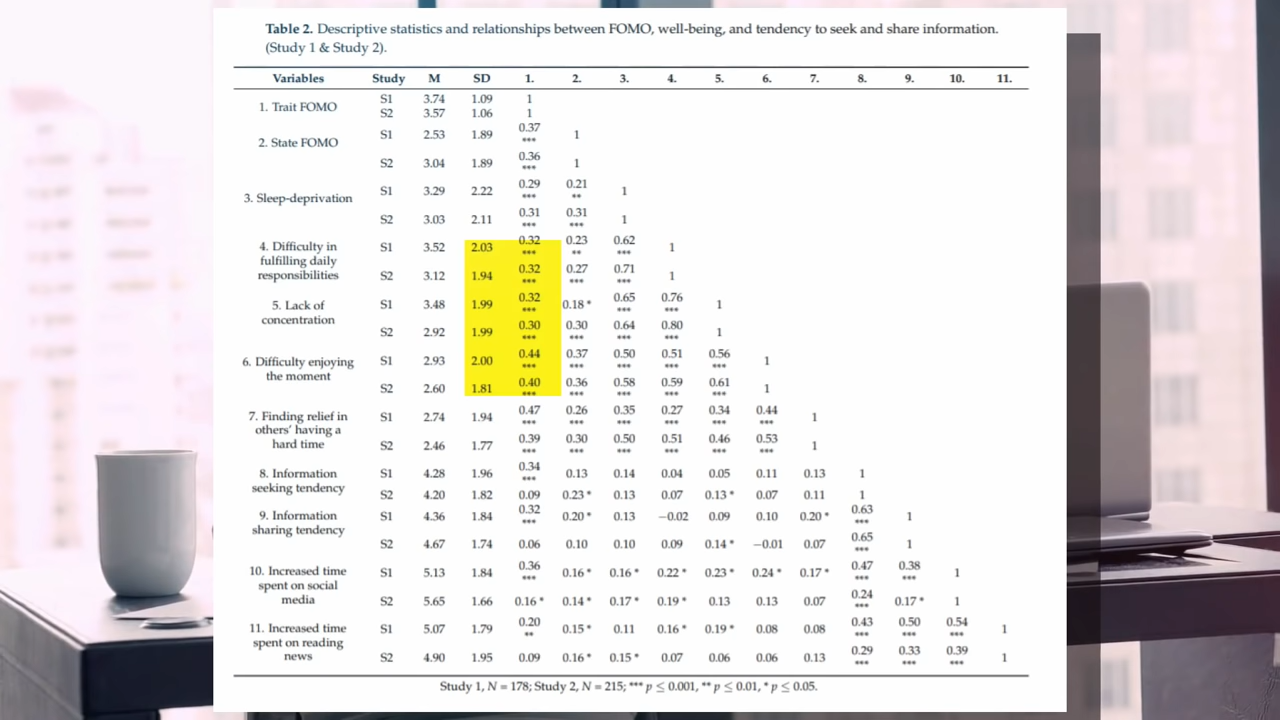 Table 2. Descriptive statistics and relationships between FOMO, well-being, and tendency to seek and share information.
(Study 1 & Study 2).
Variables Study M SD 1. 2. 3. 4. 5. 6. 7. 8. 9. 10. 11.
1. Trait FOMO
S1 3.74 1.09 1
S2 3.57 1.06 1
2. State FOMO
S1 2.53 1.89 0.37 *** 1
S2 3.04 1.89 0.36 *** 1
3. Sleep-deprivation
S1 3.29 2.22 0.29 *** 0.21 ** 1
S2 3.03 2.11 0.31 *** 0.31 *** 1
4. Difficulty in
fulfilling daily
responsibilities
S1 3.52 2.03 0.32 *** 0.23 ** 0.62 *** 1
S2 3.12 1.94 0.32 *** 0.27 *** 0.71 *** 1
5. Lack of
concentration
S1 3.48 1.99 0.32 *** 0.18 * 0.65 *** 0.76 *** 1
S2 2.92 1.99 0.30 *** 0.30 *** 0.64 *** 0.80 *** 1
6. Difficulty enjoying
the moment
S1 2.93 2.00 0.44 *** 0.37 *** 0.50 *** 0.51 *** 0.56 *** 1
S2 2.60 1.81 0.40 *** 0.36 *** 0.58 *** 0.59 *** 0.61 *** 1
7. Finding relief in
others' having a
hard time
S1 2.74 1.94 0.47 *** 0.26 *** 0.35 *** 0.27 *** 0.34 *** 0.44 *** 1
S2 2.46 1.77 0.39 *** 0.30 *** 0.50 *** 0.51 *** 0.46 *** 0.53 *** 1
8. Information
seeking tendency
S1 4.28 1.96 0.34 *** 0.13 0.14 0.04 0.05 0.11 0.13 1
S2 4.20 1.82 0.09 0.23 * 0.13 0.07 0.13 * 0.07 0.11 1
9. Information
sharing tendency
S1 4.36 1.84 0.32 *** 0.20 * 0.13 −0.02 0.09 0.10 0.20 * 0.63 *** 1
S2 4.67 1.74 0.06 0.10 0.10 0.09 0.14 * −0.01 0.07 0.65 *** 1
10. Increased time
spent on social
media
S1 5.13 1.84 0.36 *** 0.16 * 0.16 * 0.22 * 0.23 * 0.24 * 0.17 * 0.47 *** 0.38 *** 1
S2 5.65 1.66 0.16 * 0.14 * 0.17 * 0.19 * 0.13 0.13 0.07 0.24 *** 0.17 * 1
11. Increased time
spent on reading
news
S1 5.07 1.79 0.20 ** 0.15 * 0.11 0.16 * 0.19 * 0.08 0.08 0.43 *** 0.50 *** 0.54 *** 1
S2 4.90 1.95 0.09 0.16 * 0.15 * 0.07 0.06 0.06 0.13 0.29 *** 0.33 *** 0.39 *** 1
Study 1, N = 178; Study 2, N = 215; *** p ≤ 0.001, ** p ≤ 0.01, * p ≤ 0.05.